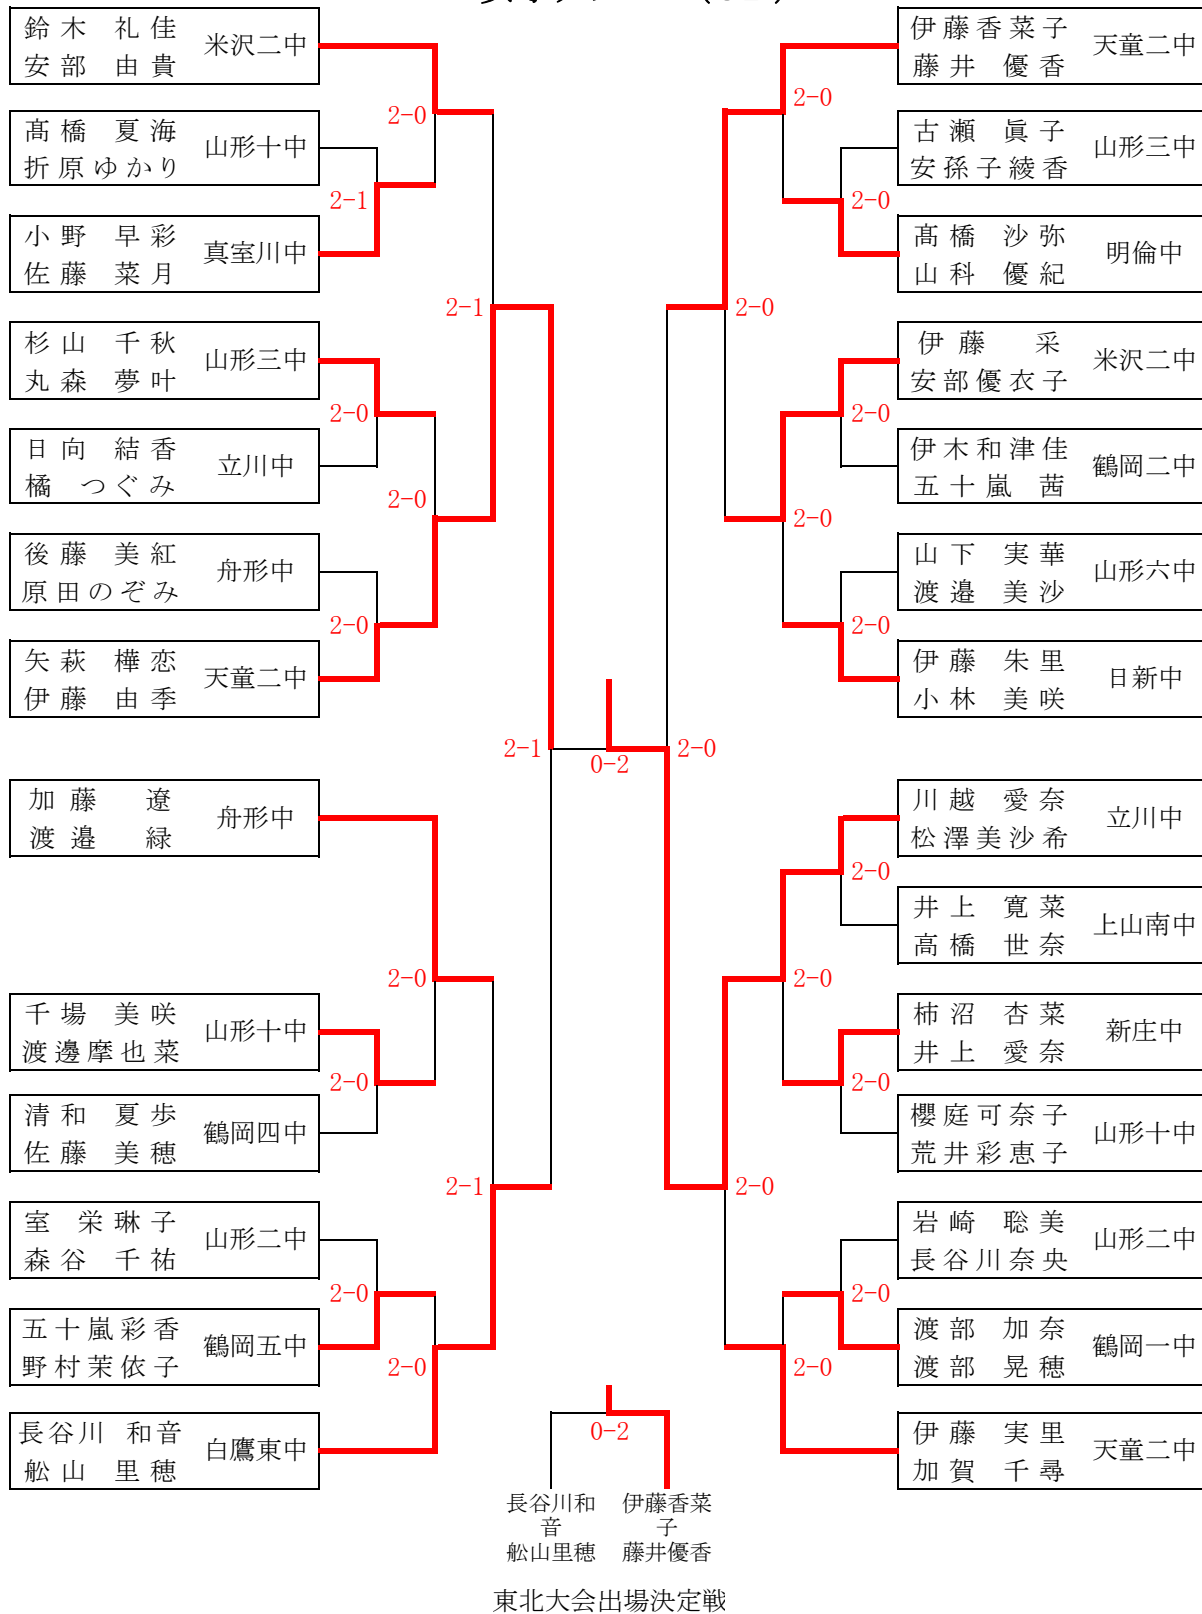 鈴木 礼佳
安部 由貴
米沢二中
髙橋 夏海
折原ゆかり
山形十中
小野 早彩
佐藤 菜月
真室川中
杉山 千秋
丸森 夢叶
山形三中
日向 結香
橘 つぐみ
立川中
後藤 美紅
原田のぞみ
舟形中
矢萩 樺恋
伊藤 由季
天童二中
加藤 遼
渡邉 緑
舟形中
千場 美咲
渡邊摩也菜
山形十中
清和 夏歩
佐藤 美穂
鶴岡四中
室 栄琳子
森谷 千祐
山形二中
五十嵐彩香
野村茉依子
鶴岡五中
長谷川 和音
舩山 里穂
白鷹東中
2-0
2-1
2-1
2-0
2-0
2-0
2-1
2-0
2-0
2-1
2-0
2-0
0-2
2-0
伊藤香菜子
藤井 優香
天童二中
古瀬 眞子
安孫子綾香
山形三中
髙橋 沙弥
山科 優紀
明倫中
伊藤 采
安部優衣子
米沢二中
伊木和津佳
五十嵐 茜
鶴岡二中
山下 実華
渡邉 美沙
山形六中
伊藤 朱里
小林 美咲
日新中
川越 愛奈
松澤美沙希
立川中
井上 寛菜
高橋 世奈
上山南中
柿沼 杏菜
井上 愛奈
新庄中
櫻庭可奈子
荒井彩恵子
山形十中
岩崎 聡美
長谷川奈央
山形二中
渡部 加奈
渡部 晃穂
鶴岡一中
伊藤 実里
加賀 千尋
天童二中
2-0
2-0
2-0
2-0
2-0
2-0
2-0
2-0
2-0
2-0
2-0
2-0
0-2
長谷川和
音
舩山里穂
伊藤香菜
子
藤井優香
東北大会出場決定戦